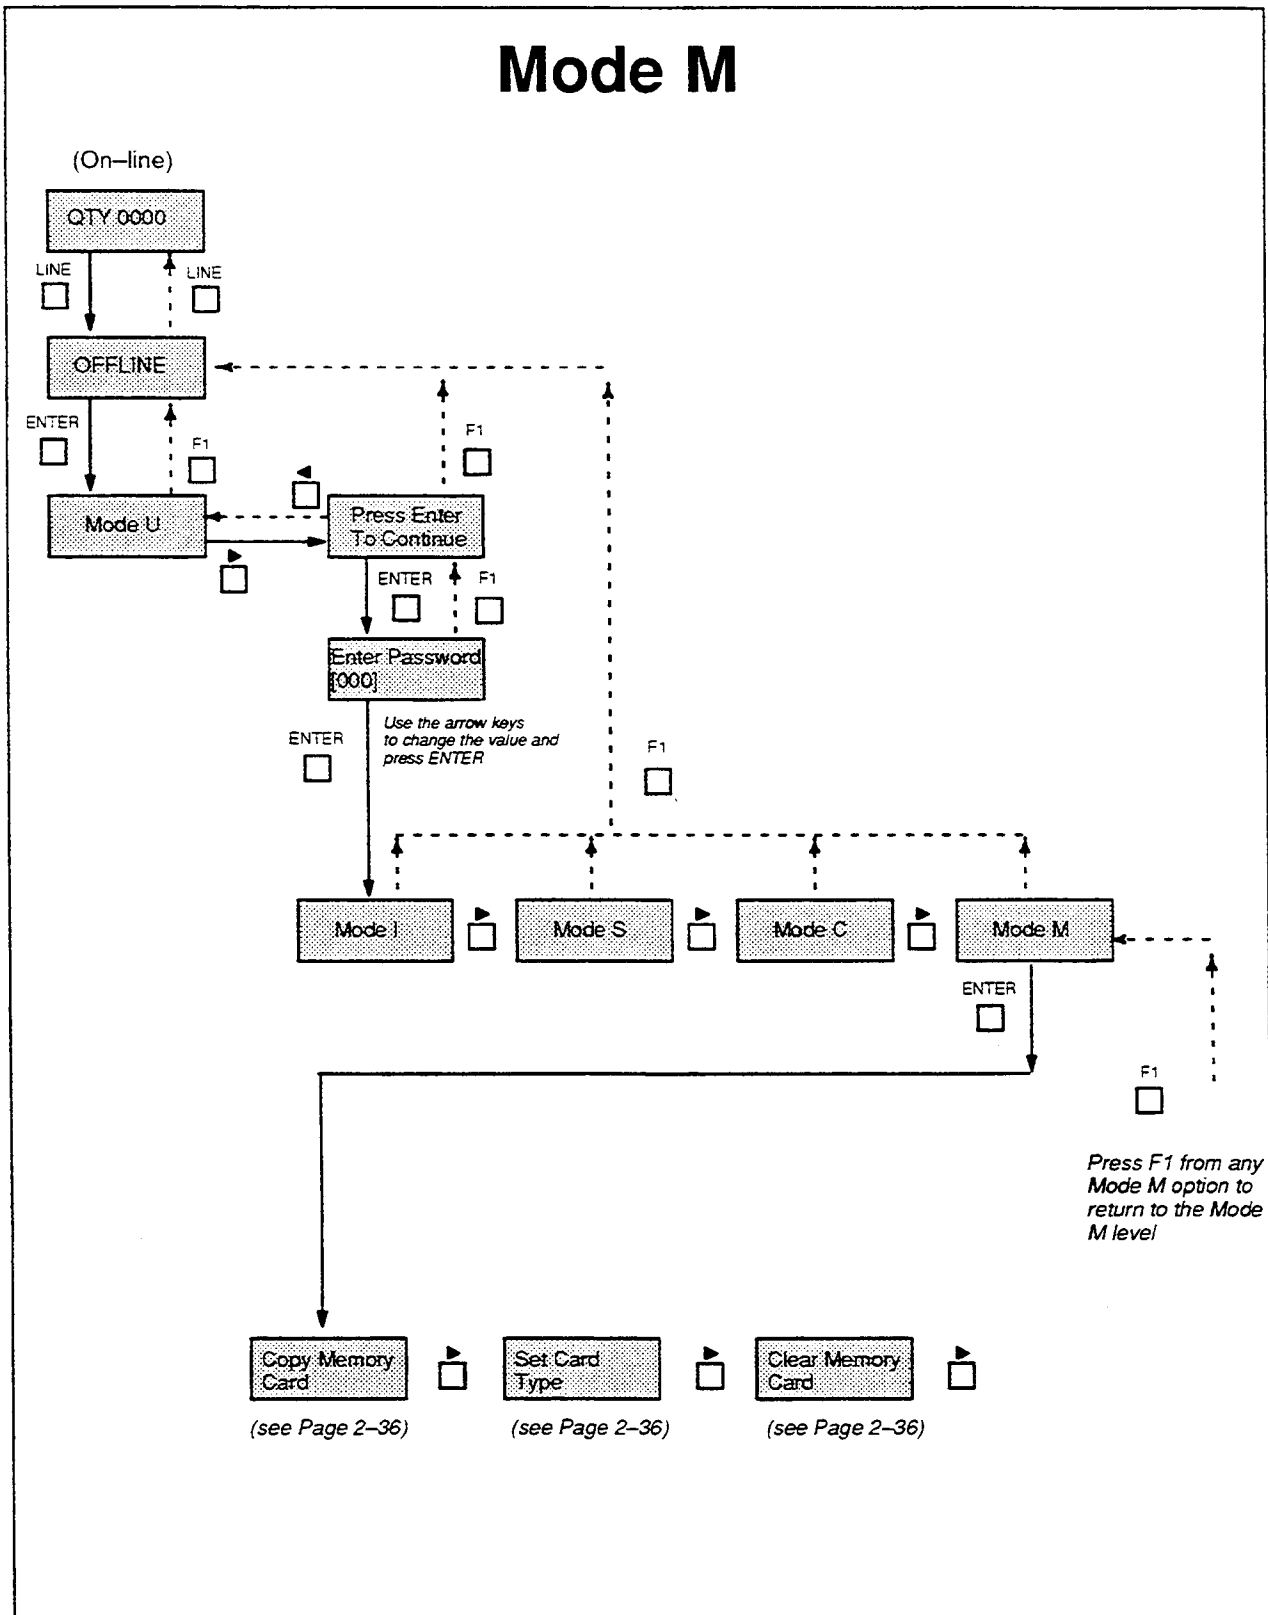 Mode M
(On–line)
QTY 0000
LINE
LINE
OFFLINE
ENTER
F1
F1
Mode U
Press Enter
To Continue
ENTER
F1
Enter Password
[000]
Use the arrow keys
to change the value and
press ENTER
ENTER
F1
Mode I
Mode S
Mode C
Mode M
ENTER
F1
Press F1 from any
Mode M option to
return to the Mode
M level
Copy Memory
Card
Set Card
Type
Clear Memory
Card
(see Page 2–36)
(see Page 2–36)
(see Page 2–36)